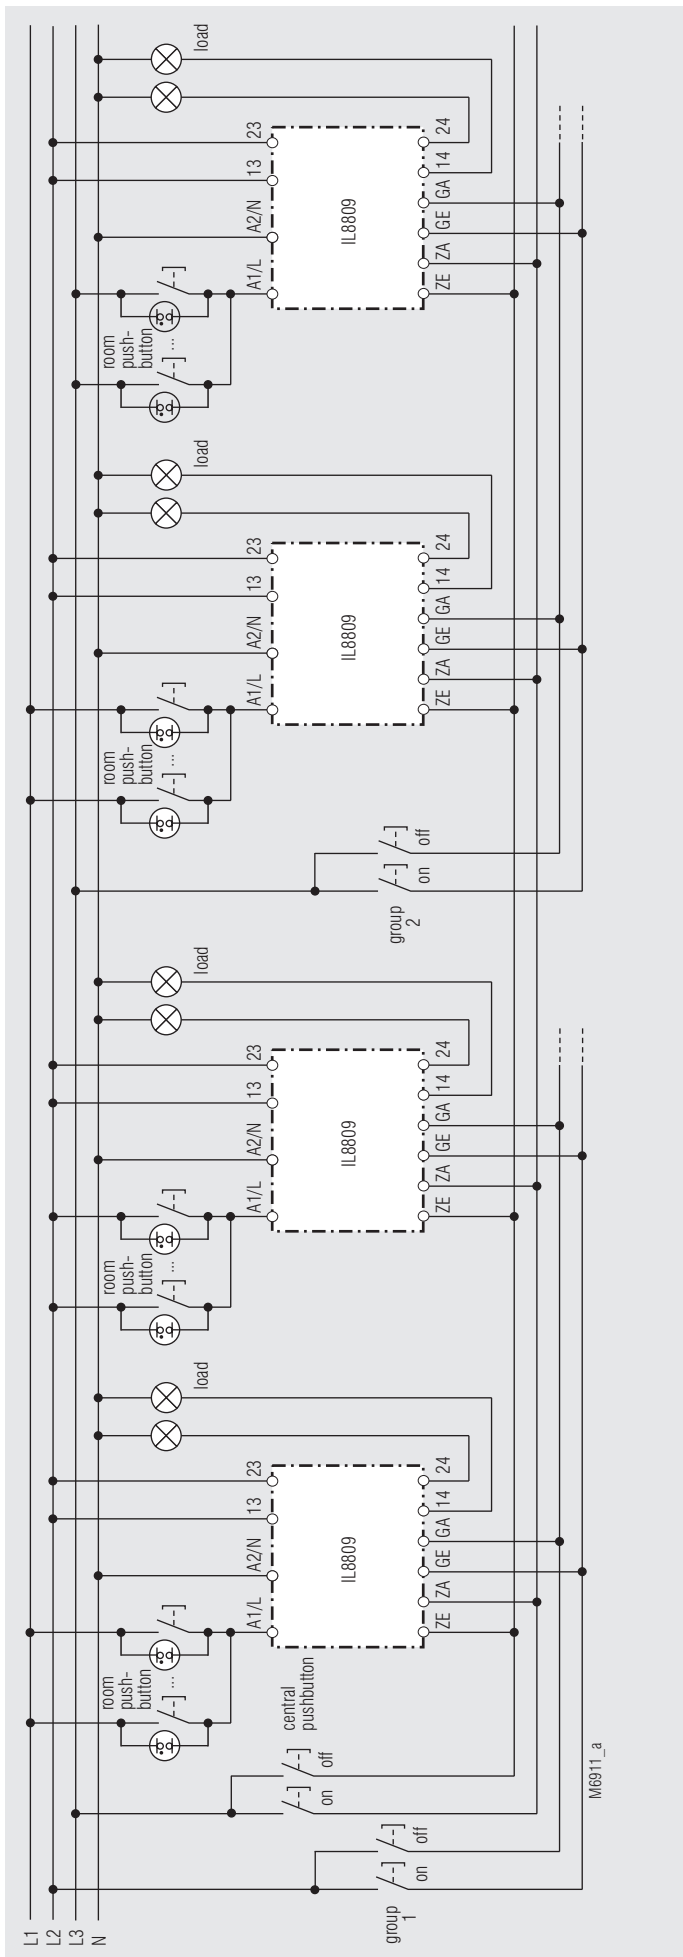 L1
L2
L3
N
group
1
on
off
central
pushbutton
on
off
room
push-
button ...
load
A1/L
A2/N
13
23
IL8809
ZE
ZA
GE
GA
14
24
room
push-
button ...
load
A1/L
A2/N
13
23
IL8809
ZE
ZA
GE
GA
14
24
group
2
on
off
room
push-
button ...
load
A1/L
A2/N
13
23
IL8809
ZE
ZA
GE
GA
14
24
room
push-
button ...
load
A1/L
A2/N
13
23
IL8809
ZE
ZA
GE
GA
14
24
M6911_a